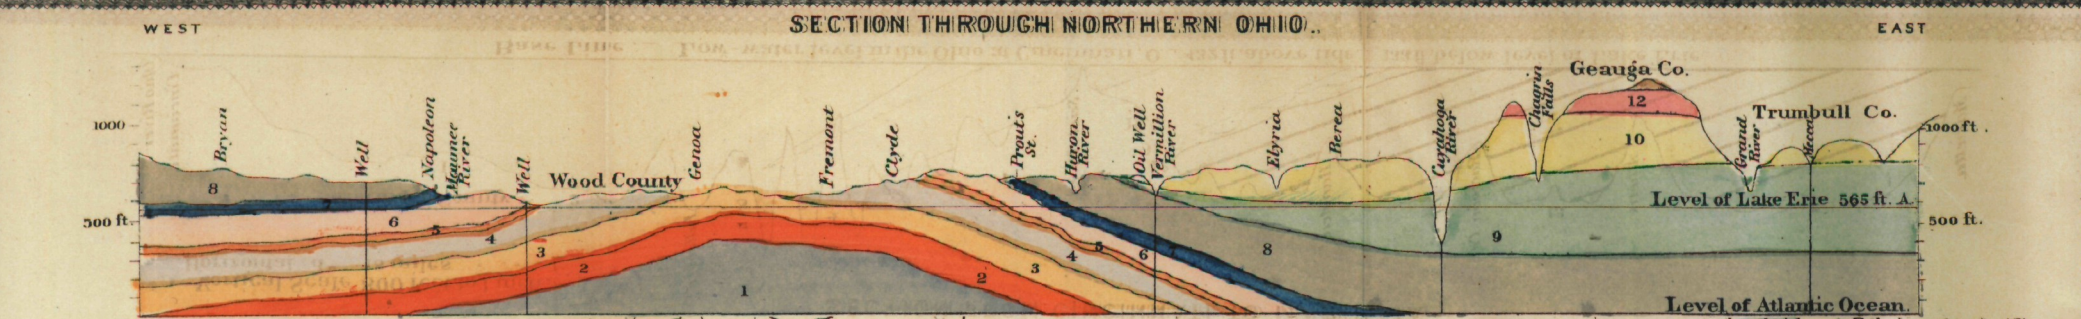 SECTION THROUGH NORTHERN OHIO.
WEST
EAST
Geauga Co.
Chagrin
Falls
12
Trumbull Co.
1000
1000 ft.
Bryan
Well
Napoleon
Maumee
River
Well
Wood County
Genoa
Fremont
Clyde
Prouts
St.
Huron
River
Oil Well
Vermillion
River
Elyria
Berea
Cuyahoga
River
10
Grand
River
Mecca
8
7
6
5
4
3
2
1
2
3
4
5
6
7
8
9
500 ft.
500 ft.
Level of Lake Erie 565 ft. A.
Level of Atlantic Ocean.